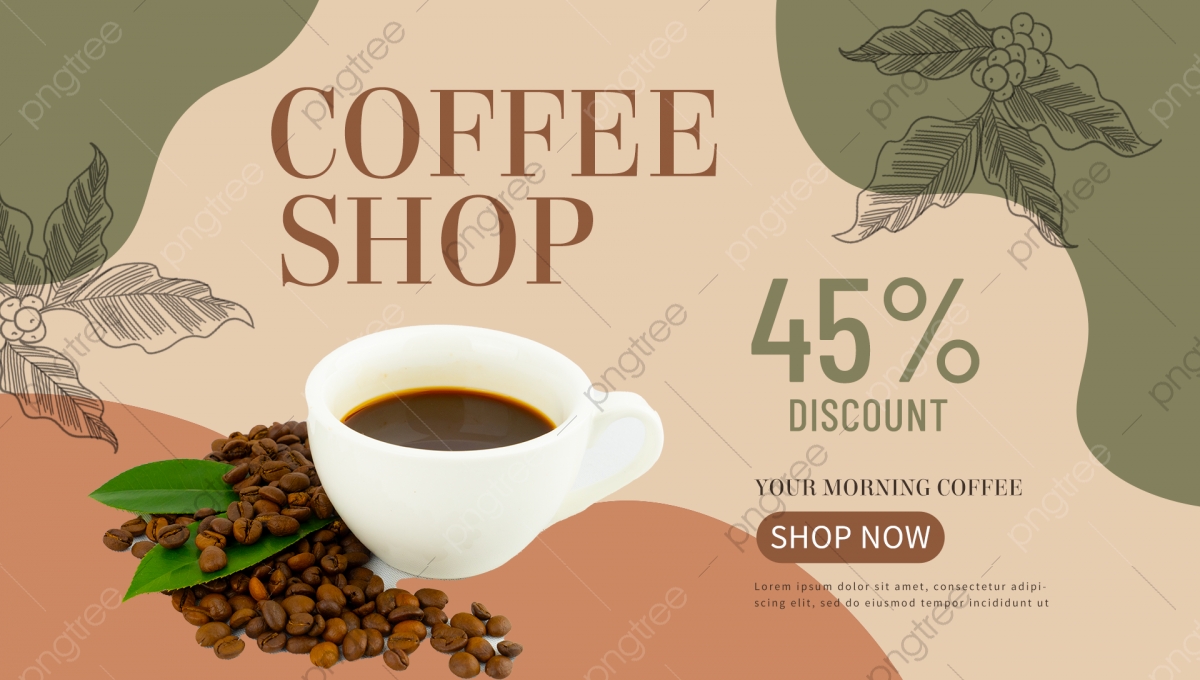 COFFEE
SHOP
45%
DISCOUNT
YOUR MORNING COFFEE
SHOP NOW
Lorem ipsum dolor sit amet, consectetur adipi-
scing elit, sed do eiusmod tempor incididunt ut
pngtree